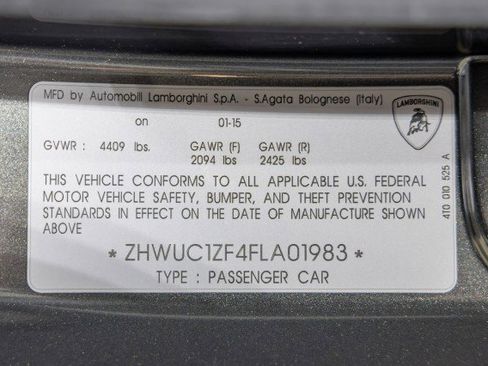 MFD by Automobili Lamborghini S.p.A. - S.Agata Bolognese (Italy)
on 01-15
GVWR : 4409 lbs. GAWR (F) GAWR (R)
2094 lbs 2425 lbs
THIS VEHICLE CONFORMS TO ALL APPLICABLE U.S. FEDERAL
MOTOR VEHICLE SAFETY, BUMPER, AND THEFT PREVENTION
STANDARDS IN EFFECT ON THE DATE OF MANUFACTURE SHOWN
ABOVE
* ZHWUC1ZF4FLA01983 *
TYPE : PASSENGER CAR
LAMBORGHINI
4T0 010 525 A